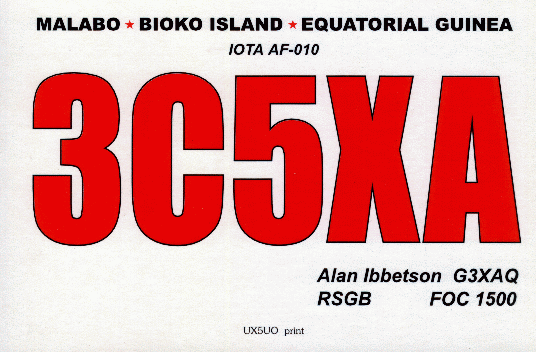 MALABO ★ BIOKO ISLAND ★ EQUATORIAL GUINEA
IOTA AF-010
3C5XA
Alan Ibbetson G3XAQ
RSGB FOC 1500
UX5UO print